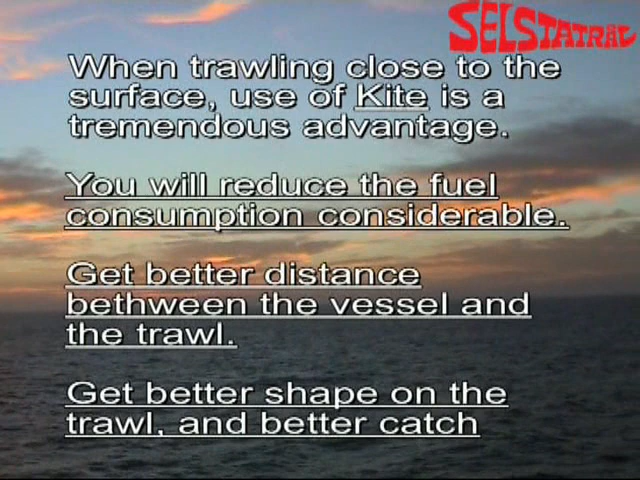 SELSTATRÅL
When trawling close to the
surface, use of Kite is a
tremendous advantage.
You will reduce the fuel
consumption considerable.
Get better distance
bethween the vessel and
the trawl.
Get better shape on the
trawl, and better catch